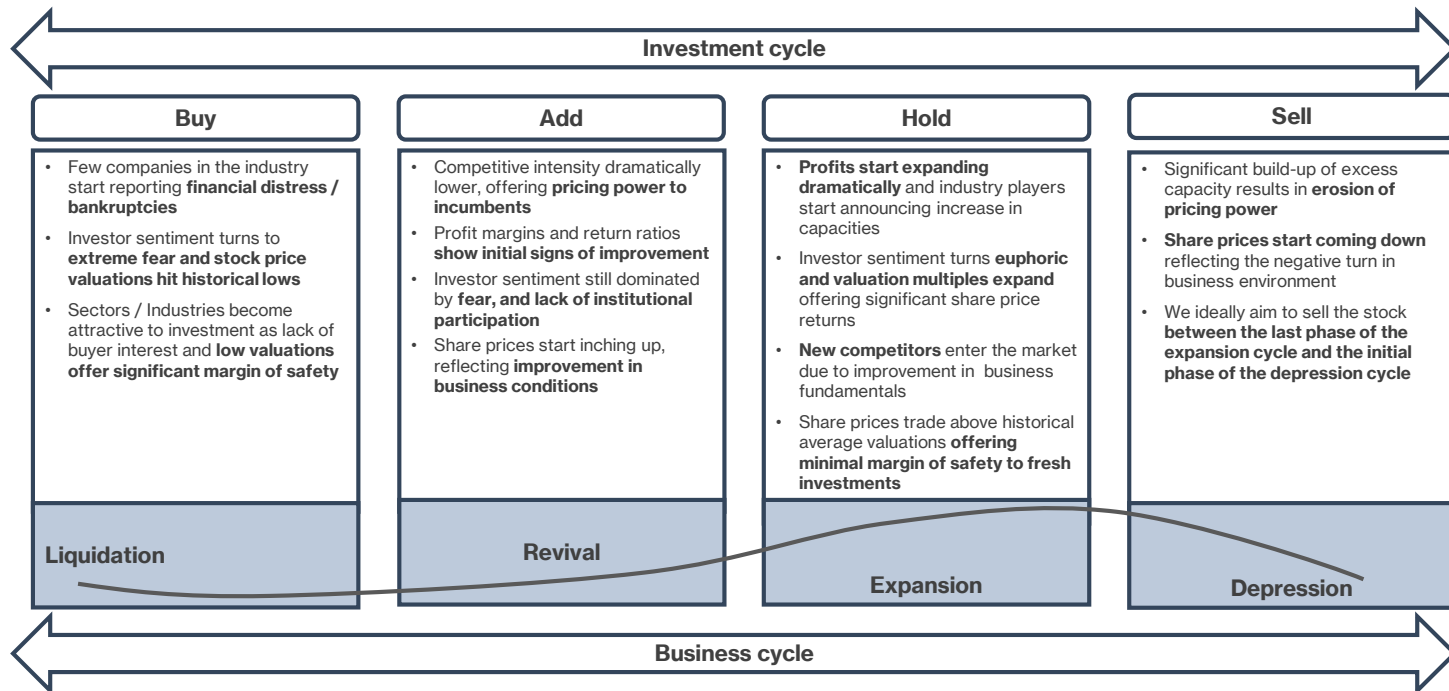 Investment cycle
Buy
• Few companies in the industry
start reporting financial distress /
bankruptcies
• Investor sentiment turns to
extreme fear and stock price
valuations hit historical lows
• Sectors / Industries become
attractive to investment as lack of
buyer interest and low valuations
offer significant margin of safety
Liquidation
Add
• Competitive intensity dramatically
lower, offering pricing power to
incumbents
• Profit margins and return ratios
show initial signs of improvement
• Investor sentiment still dominated
by fear, and lack of institutional
participation
• Share prices start inching up,
reflecting improvement in
business conditions
Revival
Hold
• Profits start expanding
dramatically and industry players
start announcing increase in
capacities
• Investor sentiment turns euphoric
and valuation multiples expand
offering significant share price
returns
• New competitors enter the market
due to improvement in business
fundamentals
• Share prices trade above historical
average valuations offering
minimal margin of safety to fresh
investments
Expansion
Sell
• Significant build-up of excess
capacity results in erosion of
pricing power
• Share prices start coming down
reflecting the negative turn in
business environment
• We ideally aim to sell the stock
between the last phase of the
expansion cycle and the initial
phase of the depression cycle
Depression
Business cycle